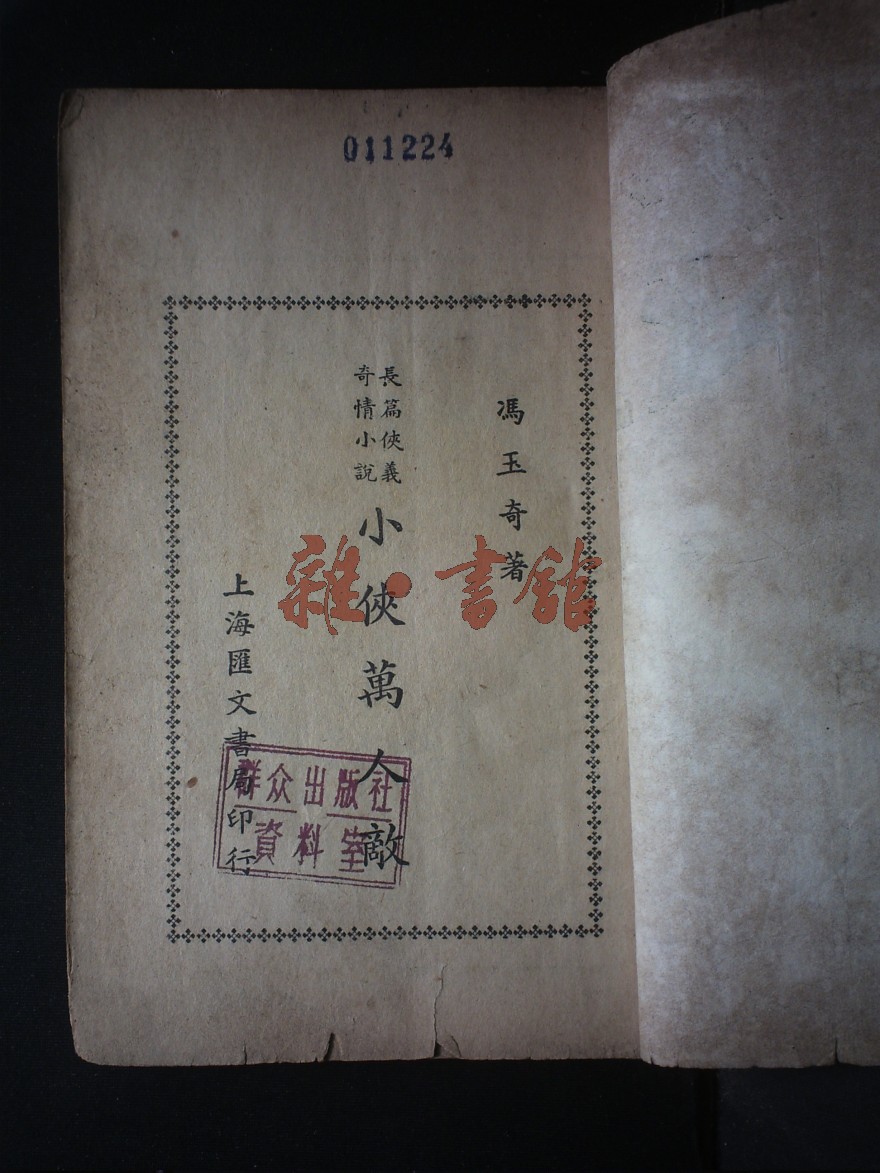 011224
馮玉奇著
長篇俠義
奇情小說
小俠萬人敵
上海匯文書局印行
群众出版社
資料室
雜·書館